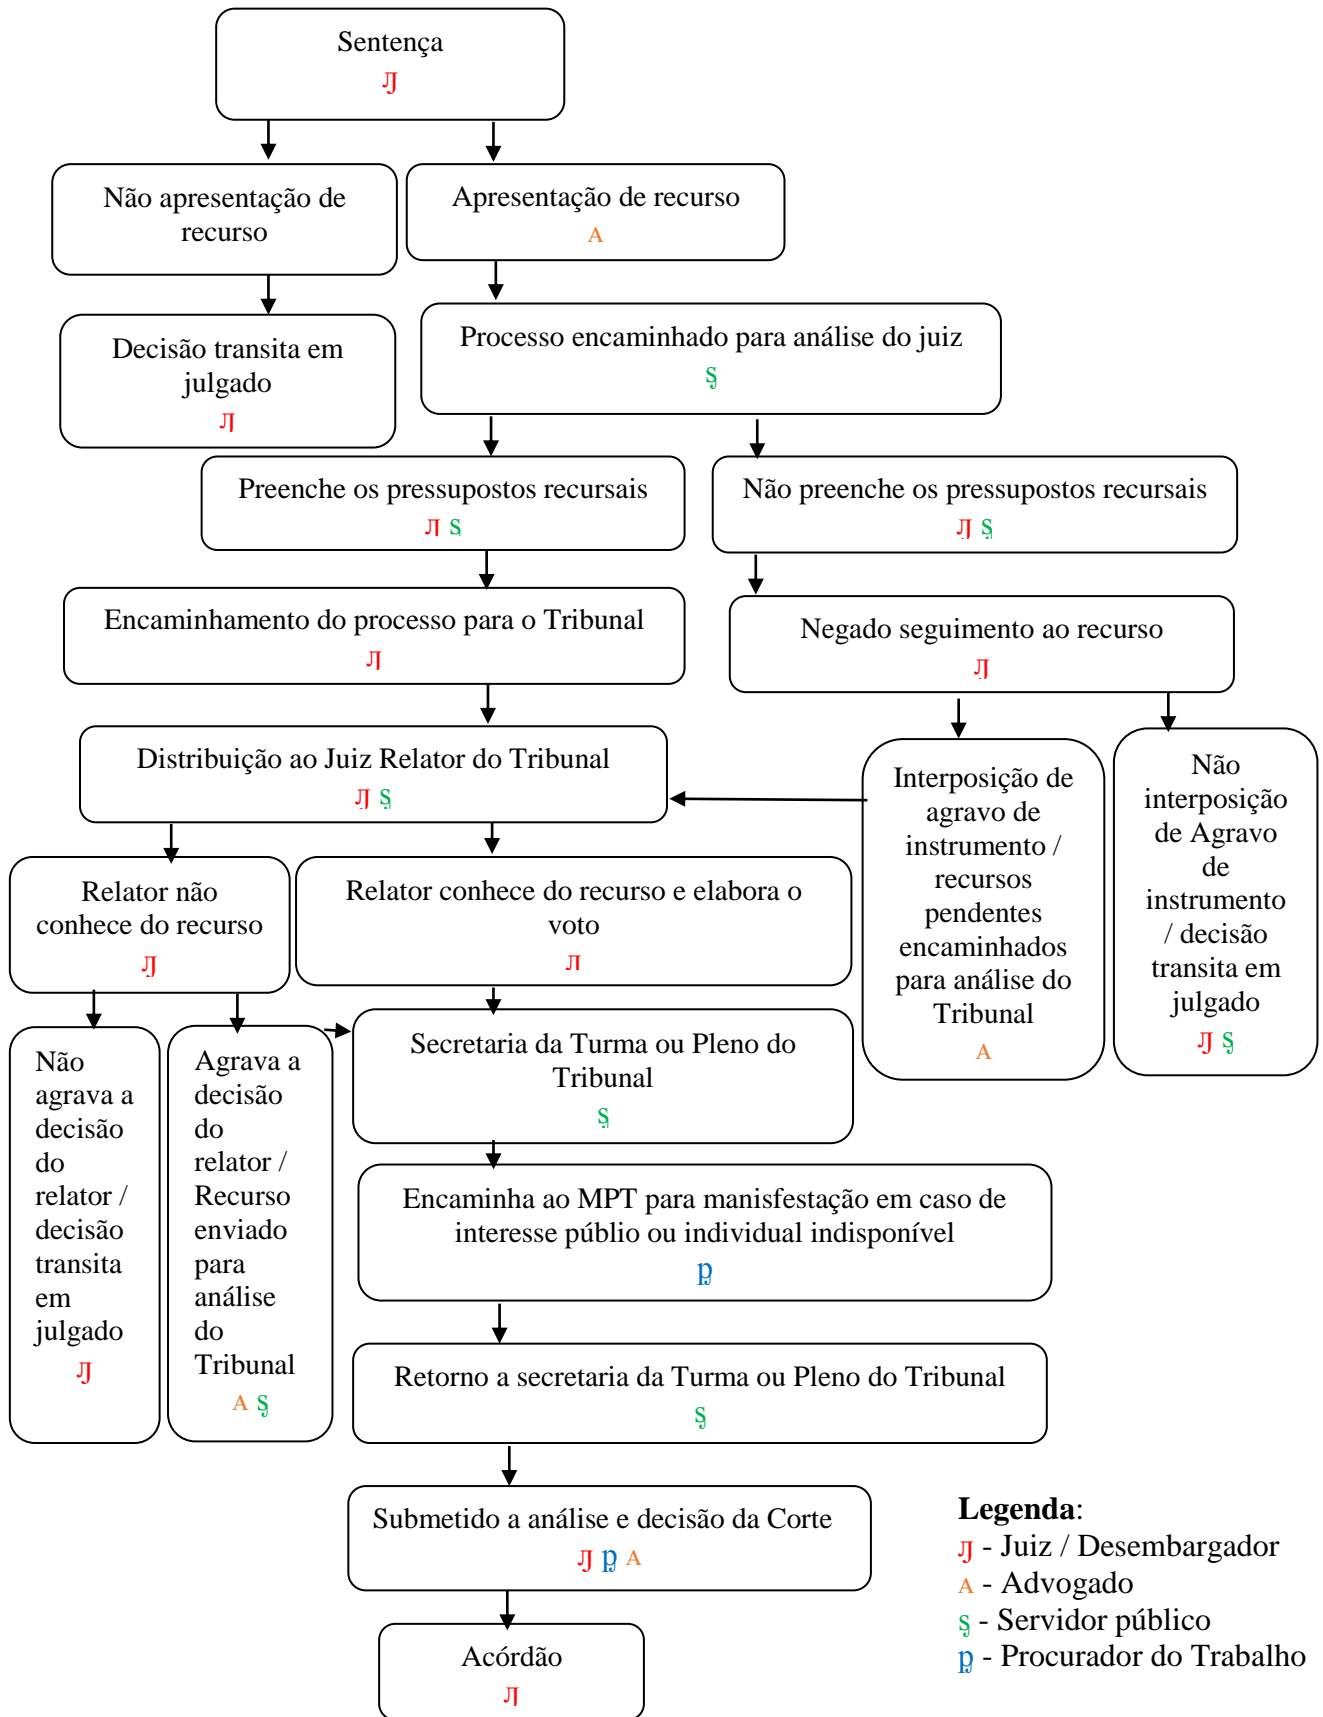 Sentença
J
Não apresentação de
recurso
Apresentação de recurso
A
Decisão transita em
julgado
J
Processo encaminhado para análise do juiz
S
Preenche os pressupostos recursais
J S
Não preenche os pressupostos recursais
J S
Encaminhamento do processo para o Tribunal
J
Negado seguimento ao recurso
J
Distribuição ao Juiz Relator do Tribunal
J S
Interposição de
agravo de
instrumento /
recursos
pendentes
encaminhados
para análise do
Tribunal
A
Não
interposição
de Agravo
de
instrumento
/ decisão
transita em
julgado
J S
Relator não
conhece do recurso
J
Relator conhece do recurso e elabora o
voto
J
Não
agrava a
decisão
do
relator /
decisão
transita
em
julgado
J
Agrava a
decisão
do
relator /
Recurso
enviado
para
análise
do
Tribunal
A S
Secretaria da Turma ou Pleno do
Tribunal
S
Encaminha ao MPT para manisfestação em caso de
interesse públio ou individual indisponível
P
Retorno a secretaria da Turma ou Pleno do Tribunal
S
Submetido a análise e decisão da Corte
J P A
Acórdão
J
Legenda:
J - Juiz / Desembargador
A - Advogado
S - Servidor público
P - Procurador do Trabalho